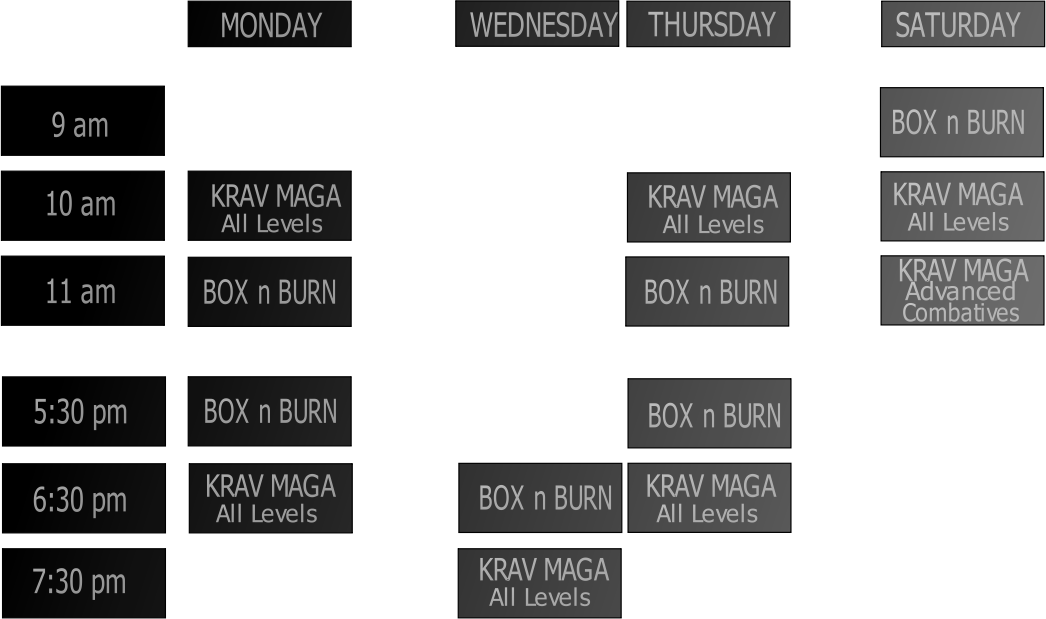 MONDAY WEDNESDAY THURSDAY SATURDAY
9 am BOX n BURN
10 am KRAV MAGA KRAV MAGA KRAV MAGA
All Levels All Levels All Levels
11 am BOX n BURN BOX n BURN KRAV MAGA
Advanced
Combatives
5:30 pm BOX n BURN BOX n BURN
6:30 pm KRAV MAGA BOX n BURN KRAV MAGA
All Levels All Levels
7:30 pm KRAV MAGA
All Levels